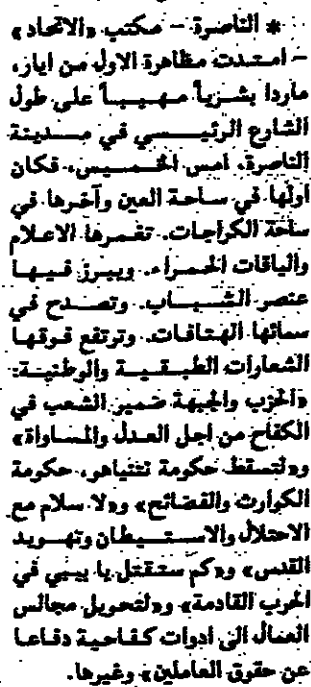 * الناصرة - مكتب «الاتحاد»
- امتدت مظاهرة الاول من ايار،
ماردا بشرياً مهيباً على طول
الشارع الرئيسي في مدينة
الناصرة، امس الخميس، فكان
اولها في ساحة العين وآخرها في
ساحة الكراجات. تغمرها الاعلام
والياقات الحمراء. ويبرز فيها
عنصر الشباب. وتصدح في
سمائها الهتافات. وترتفع فوقها
الشعارات الطبقية والوطنية:
«الحزب والجبهة ضمير الشعب في
الكفاح من اجل العدل والمساواة»
و«لتسقط حكومة نتنياهو، حكومة
الكوارث والفضائح» و«لا سلام مع
الاحتلال والاستيطان وتهويد
القدس» و«كم ستقتل يا بيبي في
الحرب القادمة» و«لتحويل مجالس
العمال الى ادوات كفاحية دفاعا
عن حقوق العاملين» وغيرها.